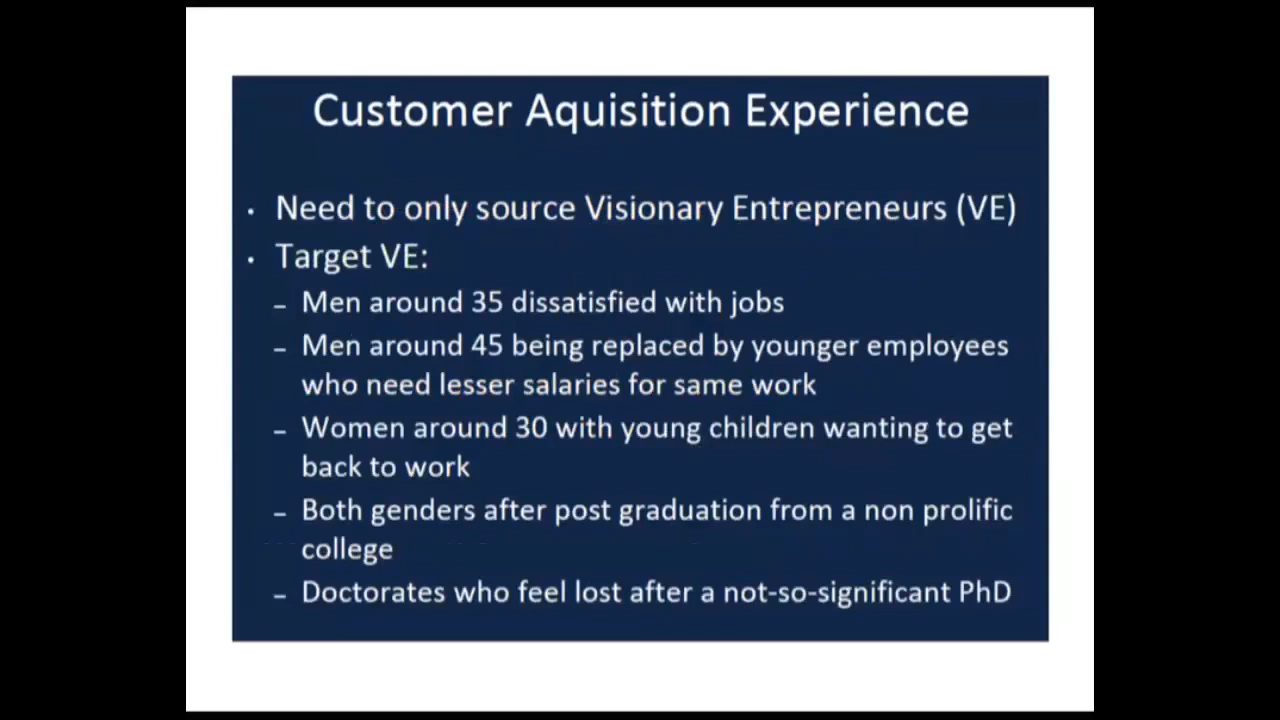 Customer Aquisition Experience
• Need to only source Visionary Entrepreneurs (VE)
• Target VE:
– Men around 35 dissatisfied with jobs
– Men around 45 being replaced by younger employees
who need lesser salaries for same work
– Women around 30 with young children wanting to get
back to work
– Both genders after post graduation from a non prolific
college
– Doctorates who feel lost after a not-so-significant PhD